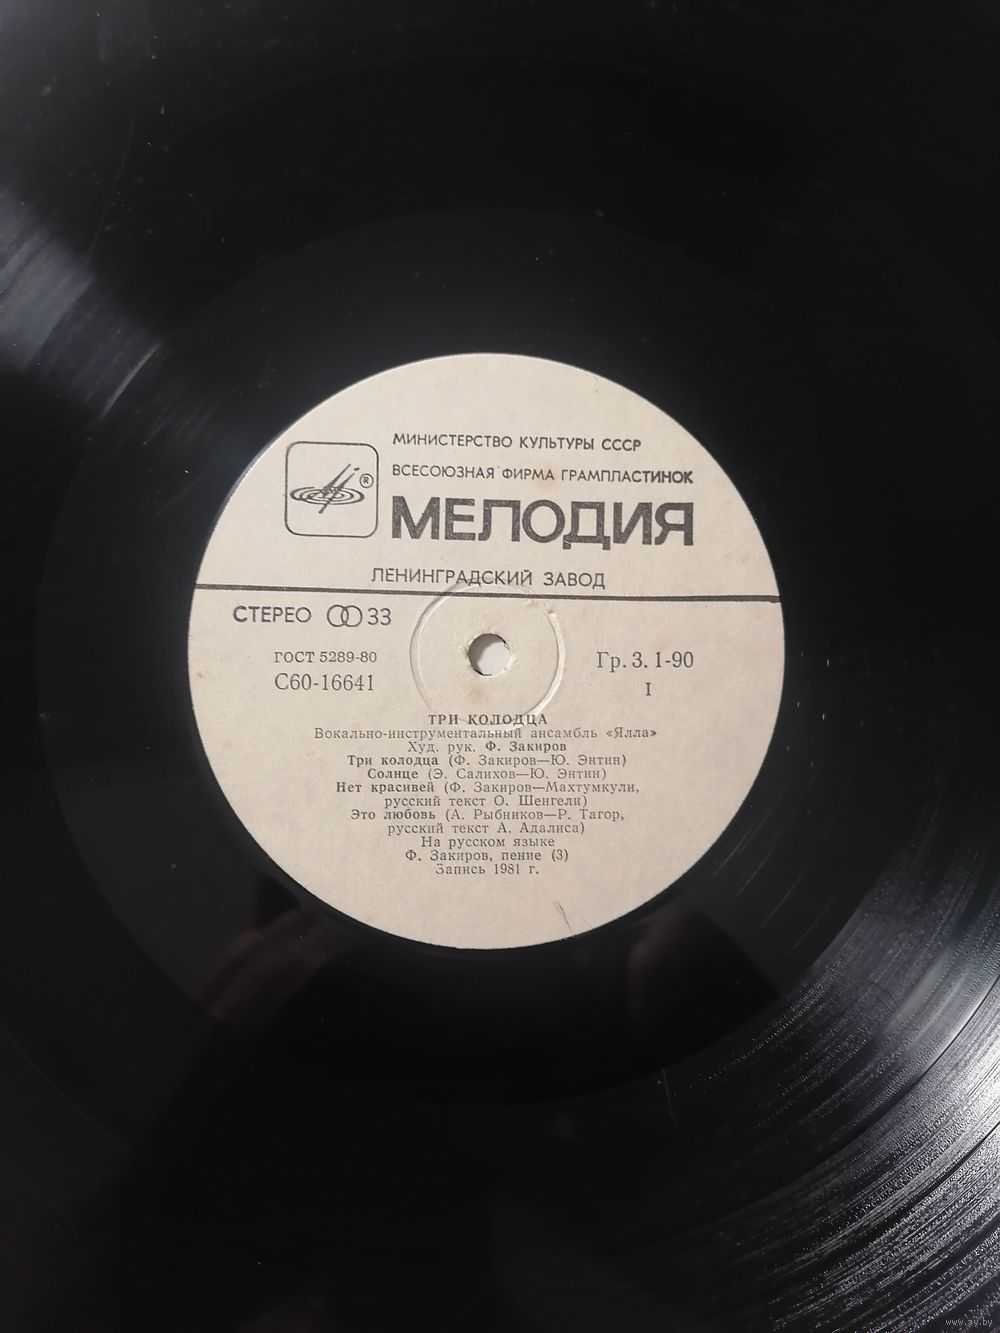 МИНИСТЕРСТВО КУЛЬТУРЫ СССР
ВСЕСОЮЗНАЯ ФИРМА ГРАМПЛАСТИНОК
®
МЕЛОДИЯ
ЛЕНИНГРАДСКИЙ ЗАВОД
СТЕРЕО 33
ГОСТ 5289-80
С60-16641
Гр. 3. 1-90
I
ТРИ КОЛОДЦА
Вокально-инструментальный ансамбль «Ялла»
Худ. рук. Ф. Закиров
Три колодца (Ф. Закиров—Ю. Энтин)
Солнце (Э. Салихов—Ю. Энтин)
Нет красивей (Ф. Закиров—Махтумкули,
русский текст О. Шенгели)
Это любовь (А. Рыбников—Р. Тагор,
русский текст А. Адалиса)
На русском языке
Ф. Закиров, пение (3)
Запись 1981 г.
www.ay.by